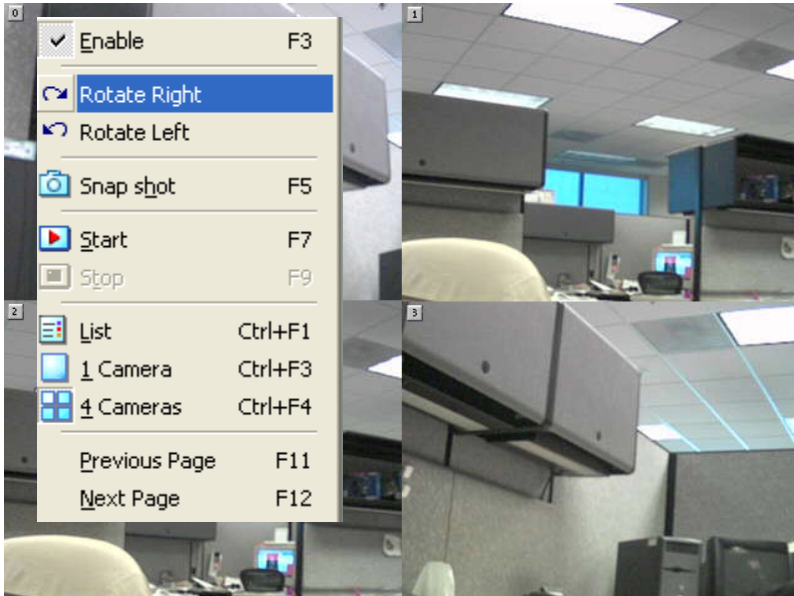 0
1
Enable F3
Rotate Right
Rotate Left
Snap shot F5
Start F7
Stop F9
2
3
List Ctrl+F1
1 Camera Ctrl+F3
4 Cameras Ctrl+F4
Previous Page F11
Next Page F12